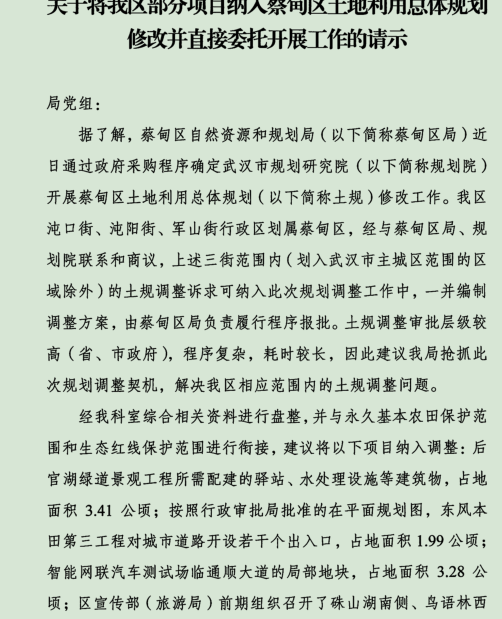 关于将我区部分项目纳入蔡甸区土地利用总体规划
修改并直接委托开展工作的请示
局党组：
据了解，蔡甸区自然资源和规划局（以下简称蔡甸区局）近
日通过政府采购程序确定武汉市规划研究院（以下简称规划院）
开展蔡甸区土地利用总体规划（以下简称土规）修改工作。我区
沌口街、沌阳街、军山街行政区划属蔡甸区，经与蔡甸区局、规
划院联系和商议，上述三街范围内（划入武汉市主城区范围的区
域除外）的土规调整诉求可纳入此次规划调整工作中，一并编制
调整方案，由蔡甸区局负责履行程序报批。土规调整审批层级较
高（省、市政府），程序复杂，耗时较长，因此建议我局抢抓此
次规划调整契机，解决我区相应范围内的土规调整问题。
经我科室综合相关资料进行盘整，并与永久基本农田保护范
围和生态红线保护范围进行衔接，建议将以下项目纳入调整：后
官湖绿道景观工程所需配建的驿站、水处理设施等建筑物，占地
面积 3.41 公顷；按照行政审批局批准的在平面规划图，东风本
田第三工程对城市道路开设若干个出入口，占地面积 1.99 公顷；
智能网联汽车测试场临通顺大道的局部地块，占地面积 3.28 公
顷；区宣传部（旅游局）前期组织召开了硃山湖南侧、鸟语林西